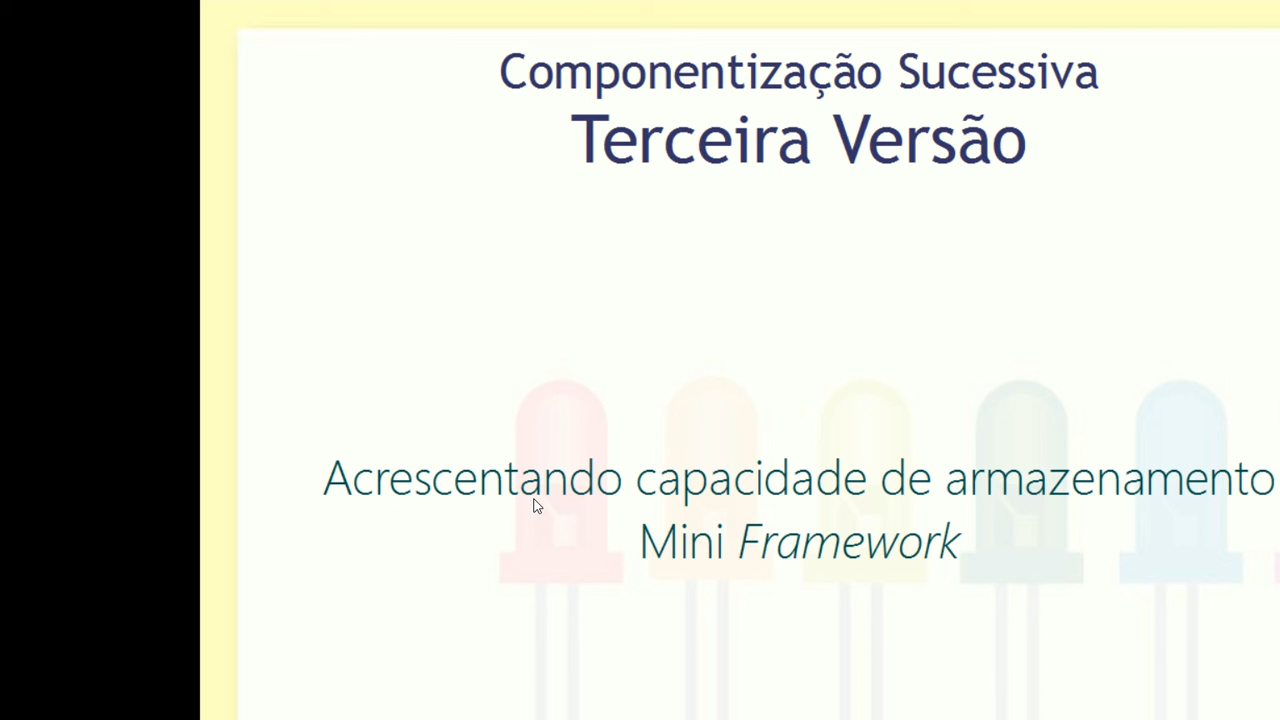 Componentização Sucessiva
Terceira Versão
Acrescentando capacidade de armazenamento
Mini Framework